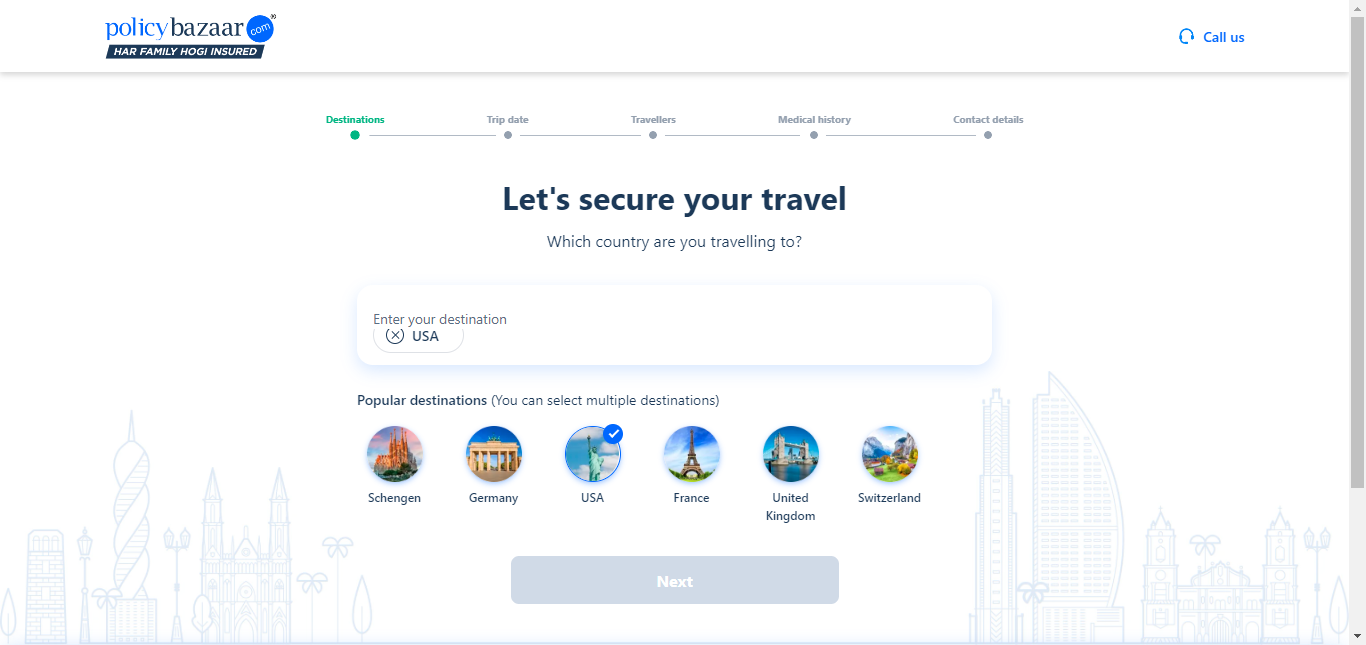 policybazaar.com®
HAR FAMILY HOGI INSURED
Call us
Destinations
Trip date
Travellers
Medical history
Contact details
Let's secure your travel
Which country are you travelling to?
Enter your destination
USA
Popular destinations (You can select multiple destinations)
Schengen
Germany
USA
France
United
Kingdom
Switzerland
Next